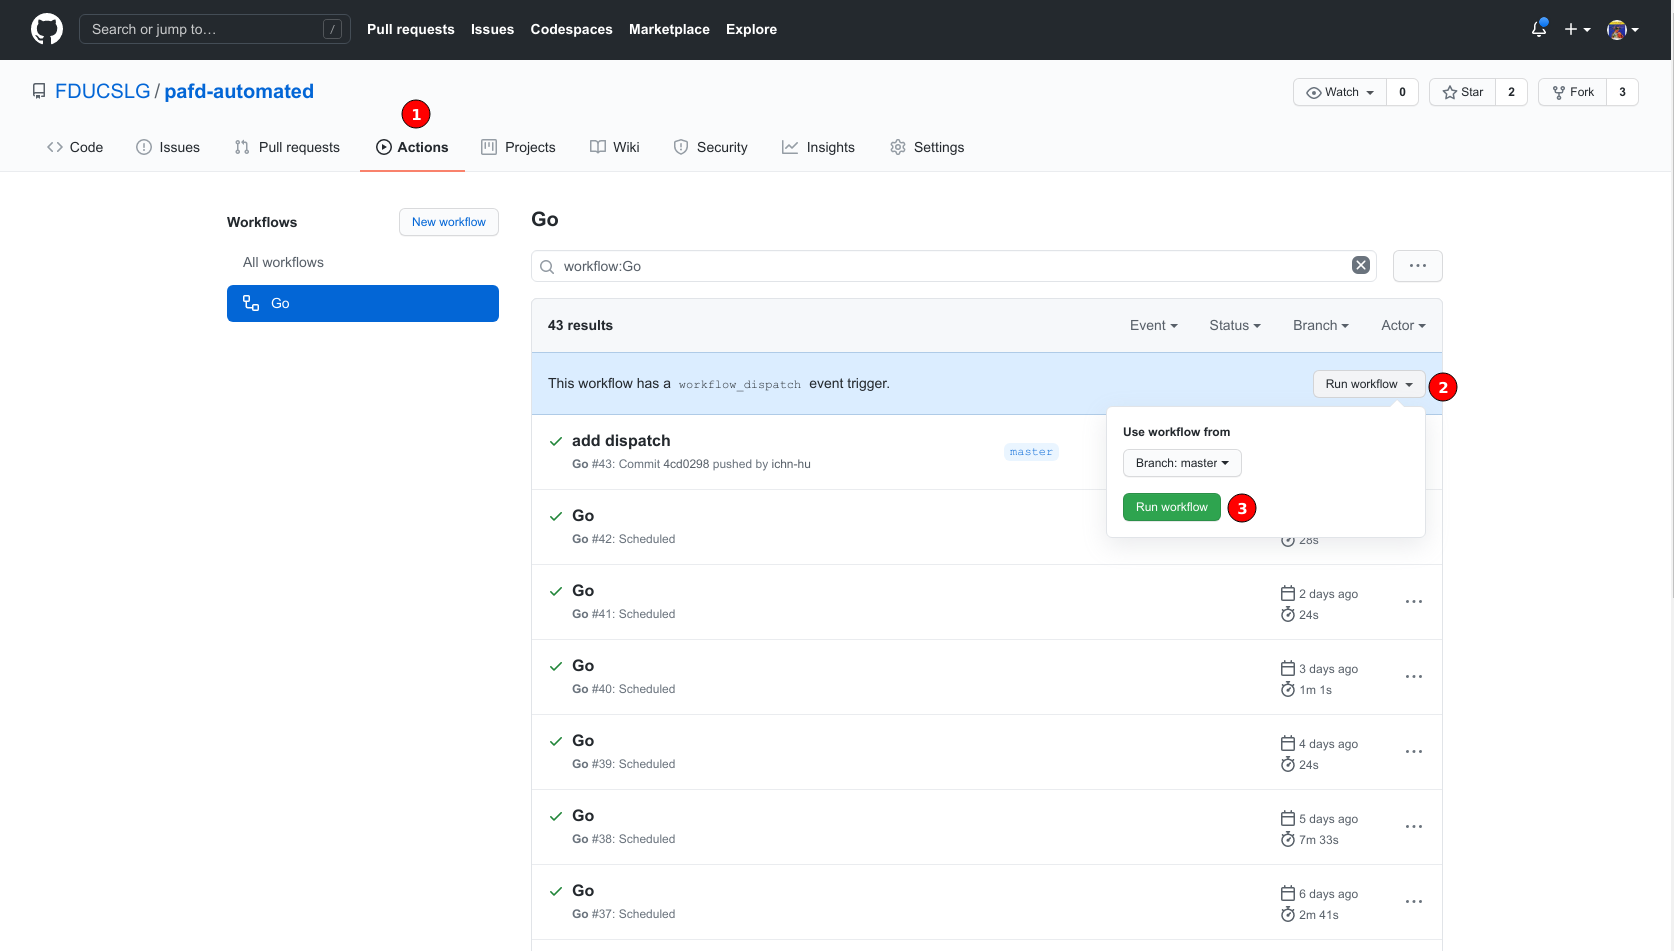 Search or jump to…
/
Pull requests
Issues
Codespaces
Marketplace
Explore
FDUCSLG / pafd-automated
Watch 0
Star 2
Fork 3
1
Code
Issues
Pull requests
Actions
Projects
Wiki
Security
Insights
Settings
Workflows
New workflow
All workflows
Go
Go
workflow:Go
43 results
Event
Status
Branch
Actor
This workflow has a workflow_dispatch event trigger.
Run workflow
2
Use workflow from
Branch: master
Run workflow
3
add dispatch
Go #43: Commit 4cd0298 pushed by ichn-hu
master
Go
Go #42: Scheduled
28s
Go
Go #41: Scheduled
2 days ago
24s
Go
Go #40: Scheduled
3 days ago
1m 1s
Go
Go #39: Scheduled
4 days ago
24s
Go
Go #38: Scheduled
5 days ago
7m 33s
Go
Go #37: Scheduled
6 days ago
2m 41s